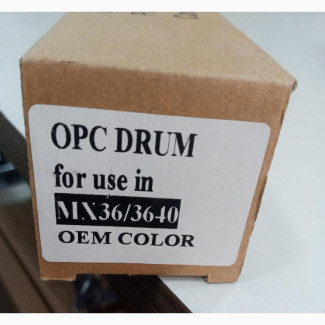 OPC DRUM
for use in
MX36/3640
OEM COLOR